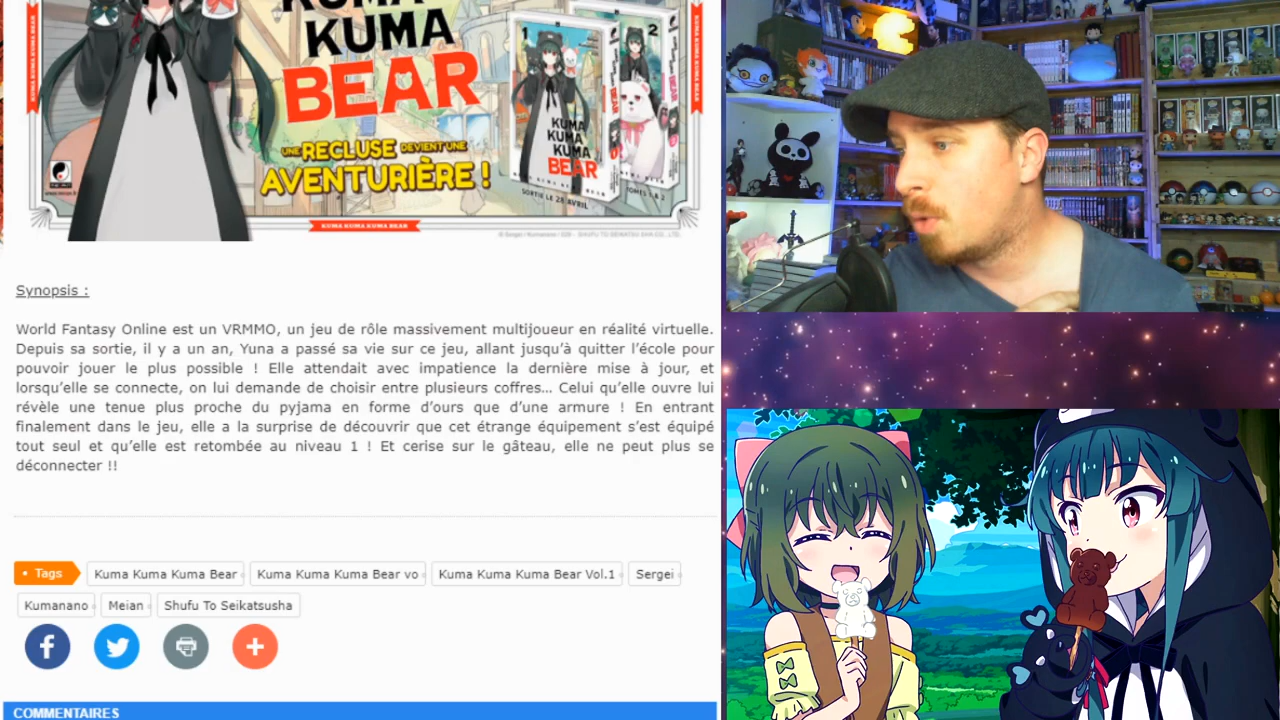 KUMA
KUMA
BEAR
UNE RECLUSE DEVIENT UNE
AVENTURIÈRE !
1
2
KUMA
KUMA
KUMA
BEAR
SORTIE LE 28 AVRIL
TOMES 1 & 2
KUMA KUMA KUMA BEAR
Synopsis :
World Fantasy Online est un VRMMO, un jeu de rôle massivement multijoueur en réalité virtuelle.
Depuis sa sortie, il y a un an, Yuna a passé sa vie sur ce jeu, allant jusqu’à quitter l’école pour
pouvoir jouer le plus possible ! Elle attendait avec impatience la dernière mise à jour, et
lorsqu’elle se connecte, on lui demande de choisir entre plusieurs coffres... Celui qu’elle ouvre lui
révèle une tenue plus proche du pyjama en forme d’ours que d’une armure ! En entrant
finalement dans le jeu, elle a la surprise de découvrir que cet étrange équipement s’est équipé
tout seul et qu’elle est retombée au niveau 1 ! Et cerise sur le gâteau, elle ne peut plus se
déconnecter !!
• Tags
Kuma Kuma Kuma Bear
Kuma Kuma Kuma Bear vo
Kuma Kuma Kuma Bear Vol.1
Sergei
Kumanano
Meian
Shufu To Seikatsusha
COMMENTAIRES